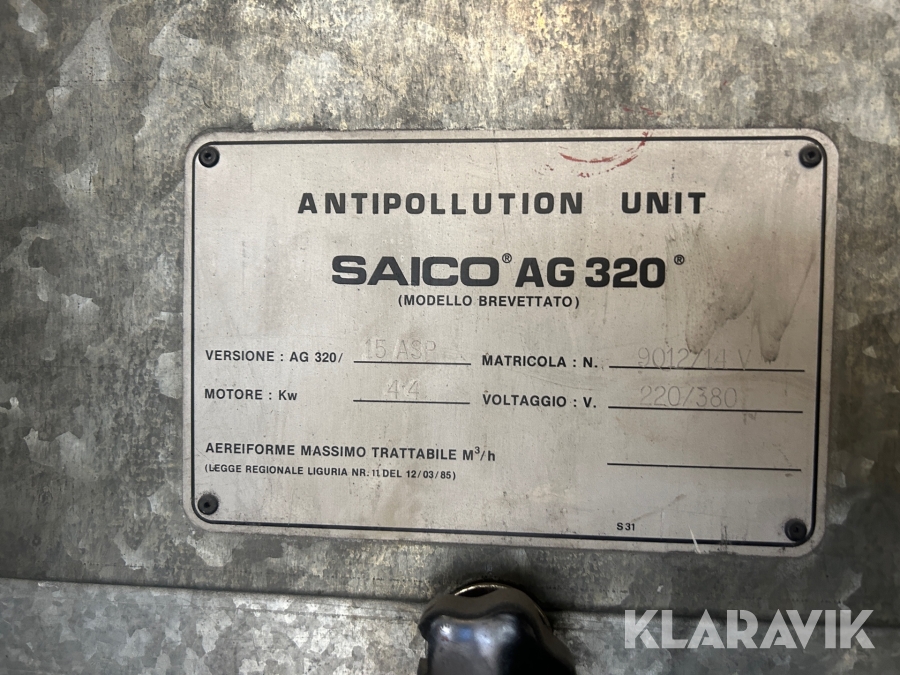 ANTIPOLLUTION UNIT
SAICO® AG 320®
(MODELLO BREVETTATO)
VERSIONE : AG 320/ 15 ASP MATRICOLA : N. 9012/14 V
MOTORE : Kw 4.4 VOLTAGGIO : V. 220/380
AEREIFORME MASSIMO TRATTABILE M³/h
(LEGGE REGIONALE LIGURIA NR. 11 DEL 12/03/85)
S31
KLARAVIK